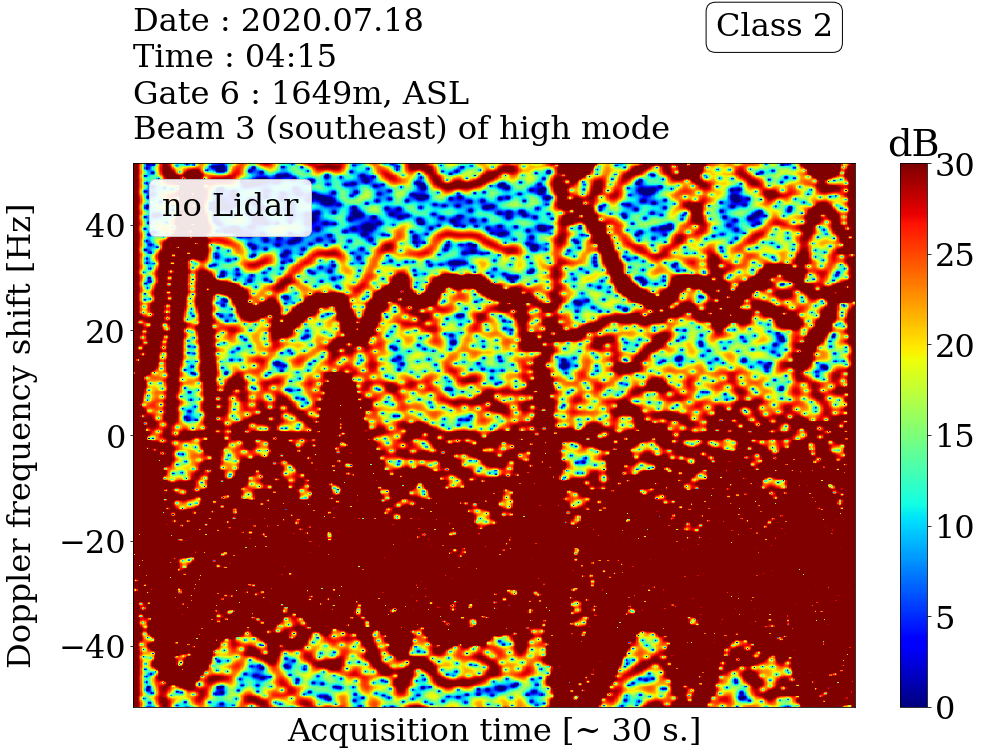 Date : 2020.07.18
Time : 04:15
Gate 6 : 1649m, ASL
Beam 3 (southeast) of high mode
Class 2
dB
no Lidar
Doppler frequency shift [Hz]
40
20
0
−20
−40
Acquisition time [~ 30 s.]
30
25
20
15
10
5
0